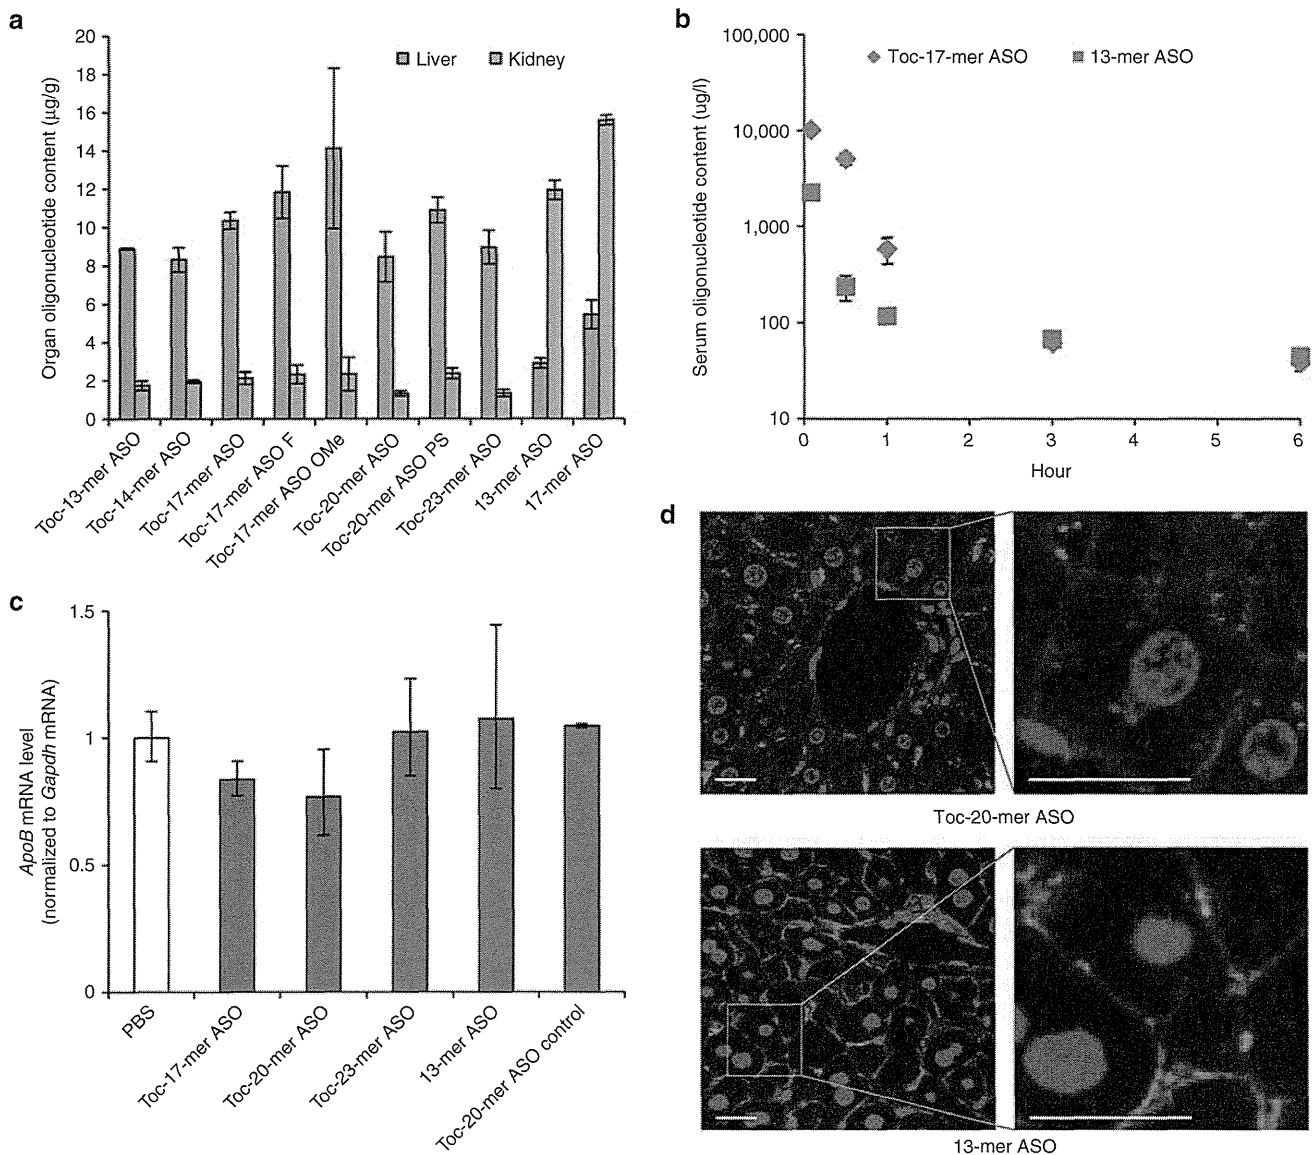 a
20
18
16
14
12
10
8
6
4
2
0
Organ oligonucleotide content (µg/g)
Liver
Kidney
Toc-13-mer ASO
Toc-14-mer ASO
Toc-17-mer ASO
Toc-17-mer ASO F
Toc-17-mer ASO OMe
Toc-20-mer ASO
Toc-20-mer ASO PS
Toc-23-mer ASO
13-mer ASO
17-mer ASO
b
100,000
10,000
1,000
100
10
Serum oligonucleotide content (ug/l)
Toc-17-mer ASO
13-mer ASO
0
1
2
3
4
5
6
Hour
c
1.5
1
0.5
0
ApoB mRNA level
(normalized to Gapdh mRNA)
PBS
Toc-17-mer ASO
Toc-20-mer ASO
Toc-23-mer ASO
13-mer ASO
Toc-20-mer ASO control
d
Toc-20-mer ASO
13-mer ASO